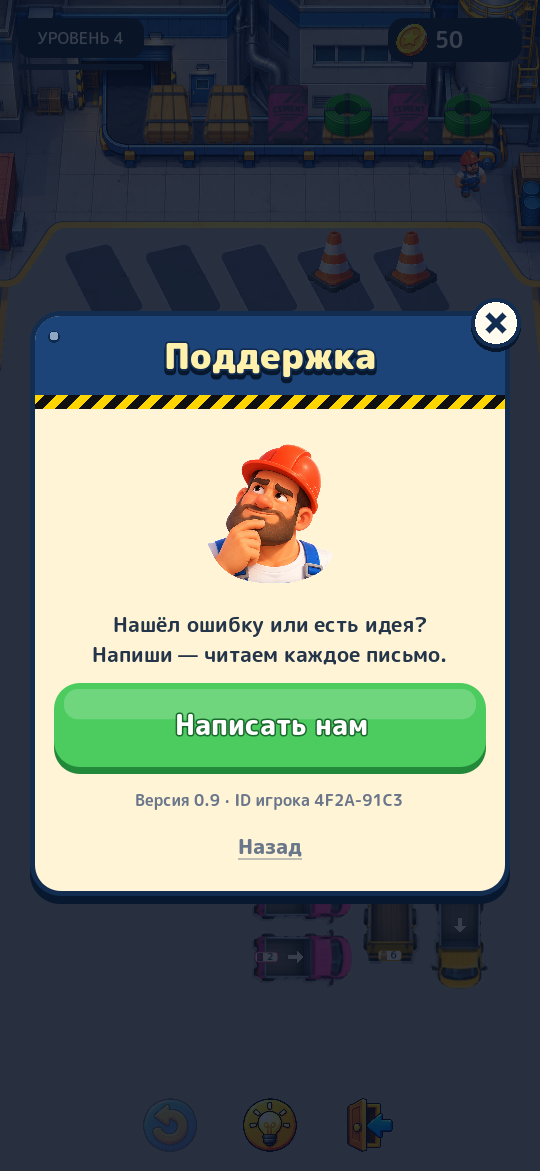 УРОВЕНЬ 4
50
Поддержка
Нашёл ошибку или есть идея?
Напиши — читаем каждое письмо.
Написать нам
Версия 0.9 · ID игрока 4F2A-91C3
Назад